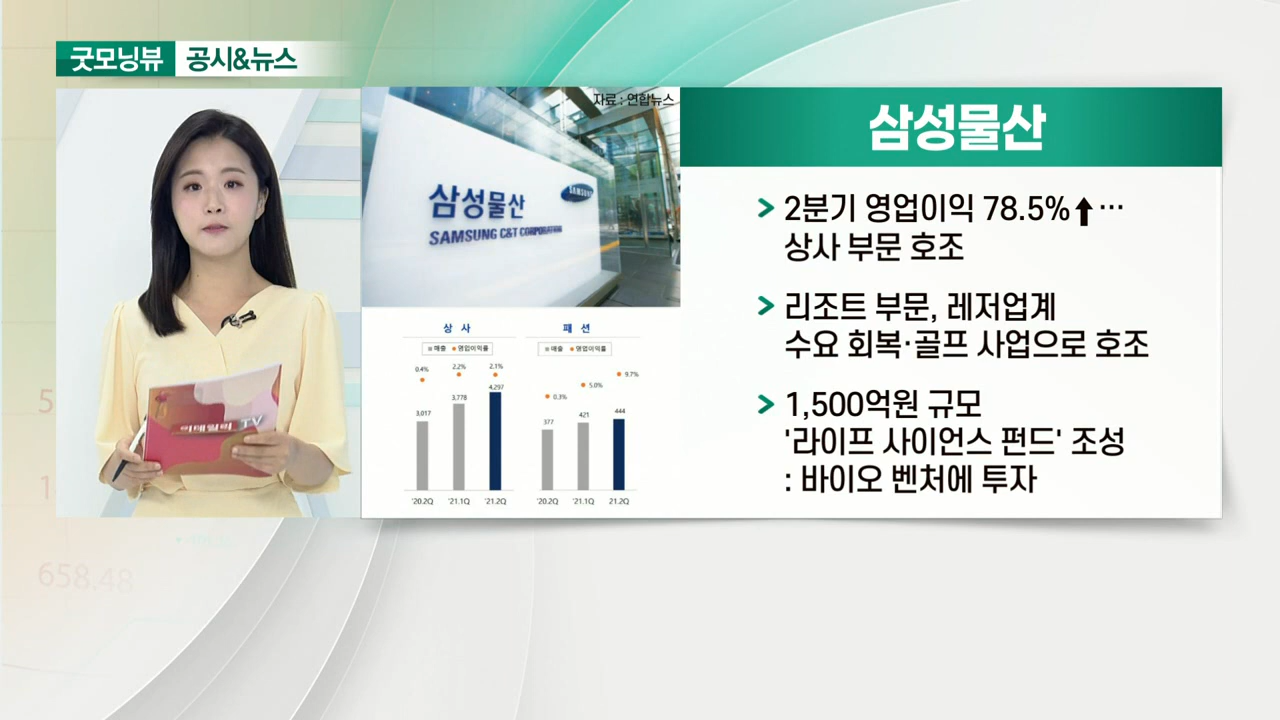 굿모닝뷰 공시&뉴스
자료 : 연합뉴스
삼성물산
SAMSUNG
SAMSUNG C&T CORPORATION
이데일리 TV
상 사
매출 영업이익률
0.4% 2.2% 2.1%
3,017 3,778 4,297
'20.2Q '21.1Q '21.2Q
패 션
매출 영업이익률
0.3% 5.0% 9.7%
377 421 444
'20.2Q '21.1Q 21.2Q
삼성물산
> 2분기 영업이익 78.5%⬆…
상사 부문 호조
> 리조트 부문, 레저업계
수요 회복·골프 사업으로 호조
> 1,500억원 규모
'라이프 사이언스 펀드' 조성
: 바이오 벤처에 투자
658.48